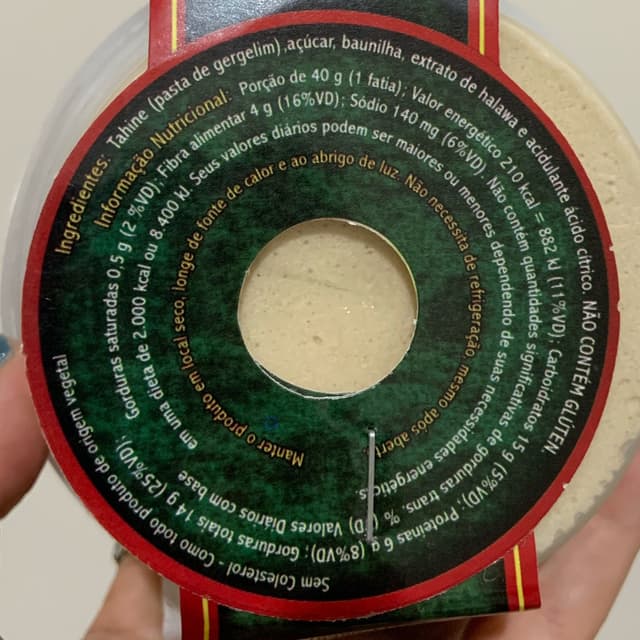 Ingredientes: Tahine (pasta de gergelim), açúcar, baunilha, extrato de halawa e acidulante ácido cítrico. NÃO CONTÉM GLÚTEN.
Sem Colesterol - Como todo produto de origem vegetal
Informação Nutricional: Porção de 40 g (1 fatia); Valor energético 210 kcal = 882 kJ (11%VD); Carboidratos 15 g (5%VD); Proteínas 6 g (8%VD); Gorduras totais 14 g (25%VD);
Gorduras saturadas 0,5 g (2 %VD); Fibra alimentar 4 g (16%VD); Sódio 140 mg (6%VD); Não contém quantidades significativas de gorduras trans; % (VD) Valores Diários com base
em uma dieta de 2.000 kcal ou 8.400 kJ. Seus valores diários podem ser maiores ou menores dependendo de suas necessidades
Manter o produto em local seco, longe de fonte de calor e ao abrigo de luz. Não necessita de refrigeração mesmo após